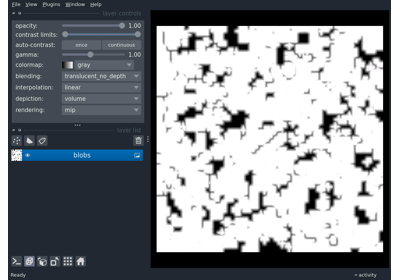 File View Plugins Window Help
layer controls
opacity: 1.00
contrast limits:
auto-contrast: once continuous
gamma: 1.00
colormap: gray
blending: translucent_no_depth
interpolation: linear
depiction: volume
rendering: mip
layer list
blobs
Ready activity